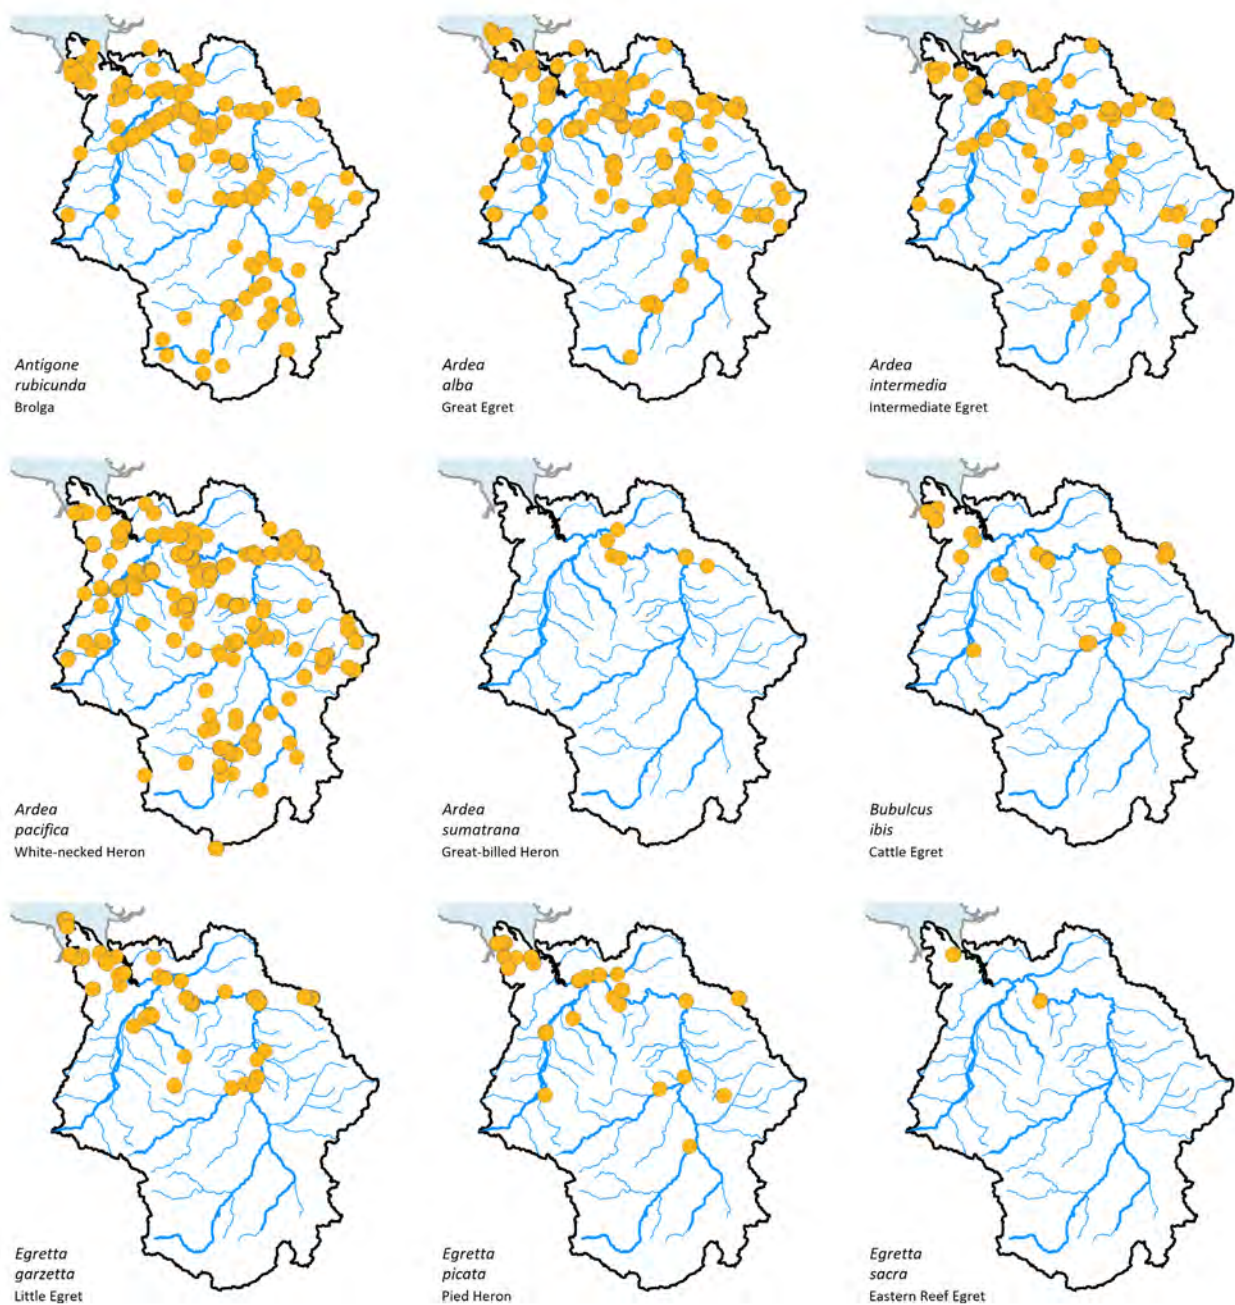 Antigone
rubicunda
Brolga
Ardea
alba
Great Egret
Ardea
intermedia
Intermediate Egret
Ardea
pacifica
White-necked Heron
Ardea
sumatrana
Great-billed Heron
Bubulcus
ibis
Cattle Egret
Egretta
garzetta
Little Egret
Egretta
picata
Pied Heron
Egretta
sacra
Eastern Reef Egret